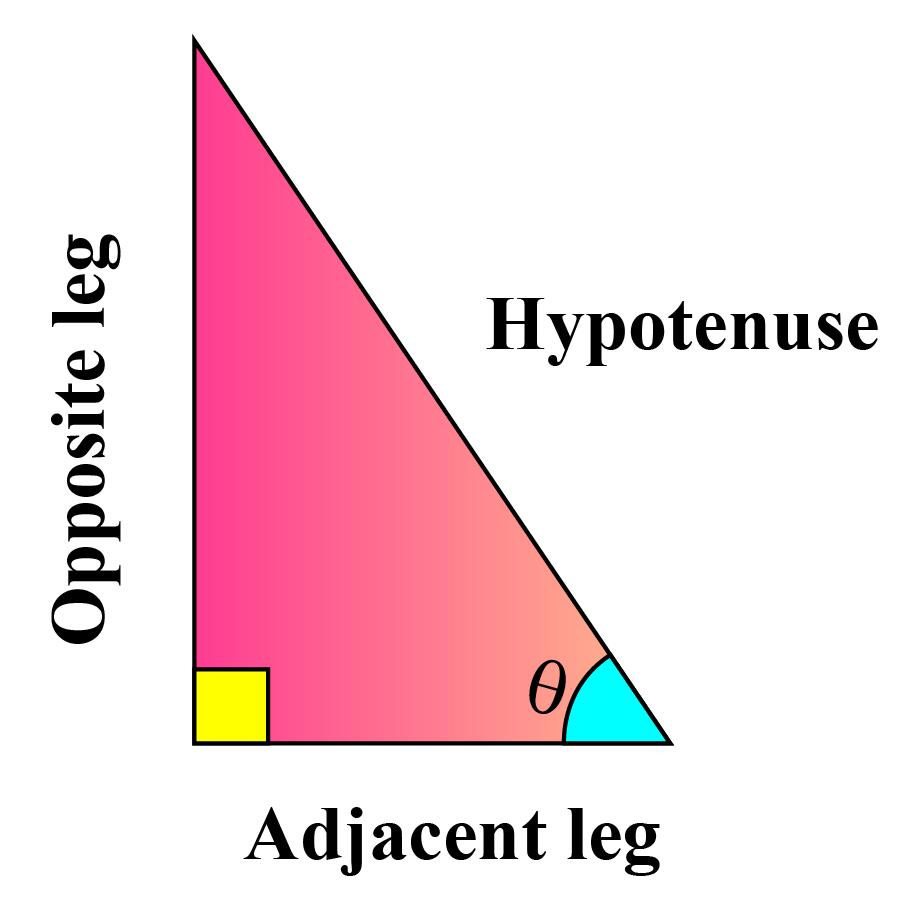 Opposite leg
Hypotenuse
θ
Adjacent leg